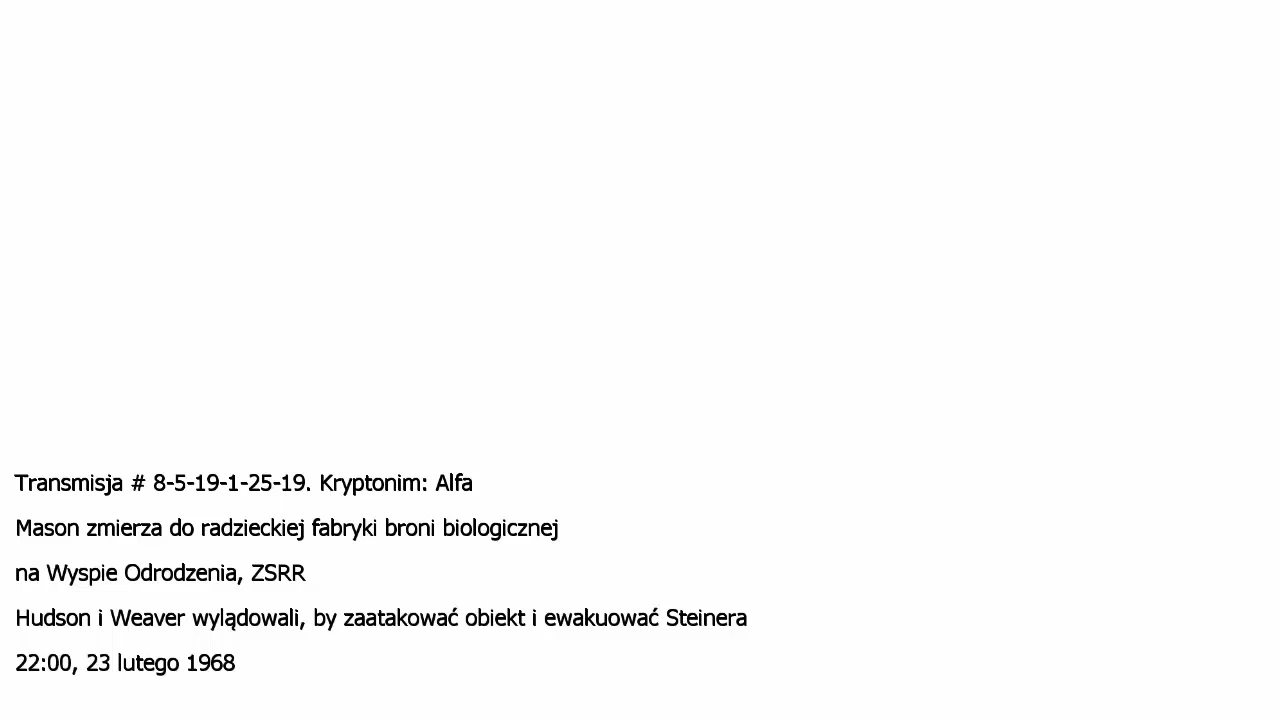 Transmisja # 8-5-19-1-25-19. Kryptonim: Alfa
Mason zmierza do radzieckiej fabryki broni biologicznej
na Wyspie Odrodzenia, ZSRR
Hudson i Weaver wylądowali, by zaatakować obiekt i ewakuować Steinera
22:00, 23 lutego 1968